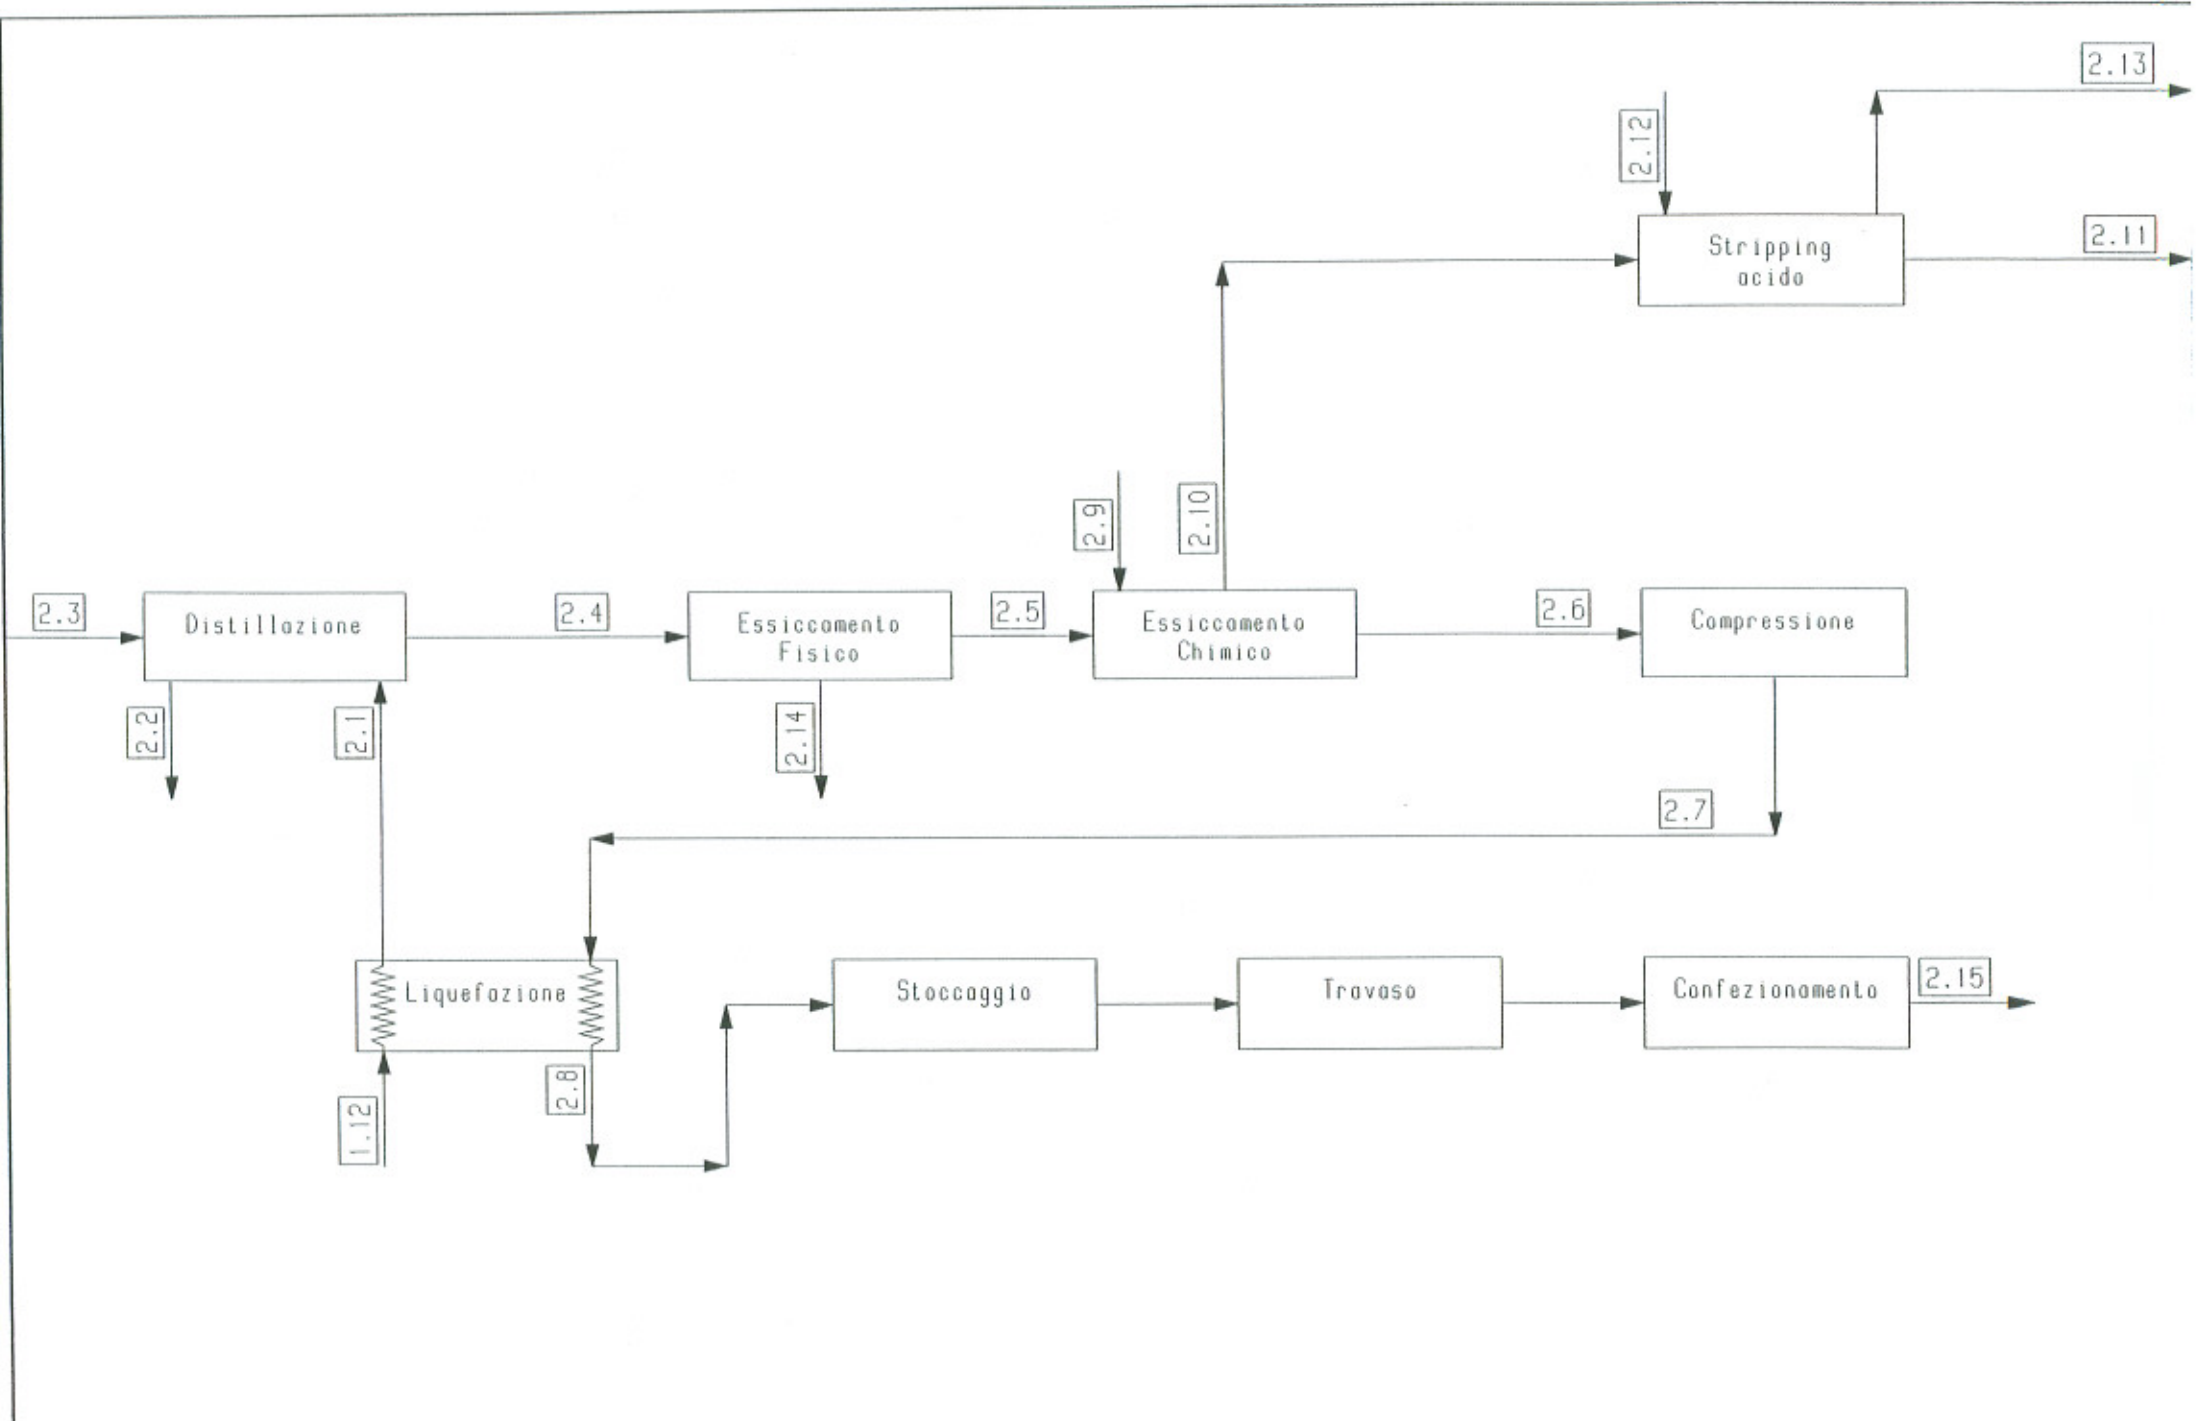 2.13
2.12
2.11
Stripping
acido
2.9
2.10
2.3
Distillazione
2.4
Essiccamento
Fisico
2.5
Essiccamento
Chimico
2.6
Compressione
2.2
2.1
2.14
2.7
Liquefazione
Stoccaggio
Travaso
Confezionamento
2.15
2.8
1.12